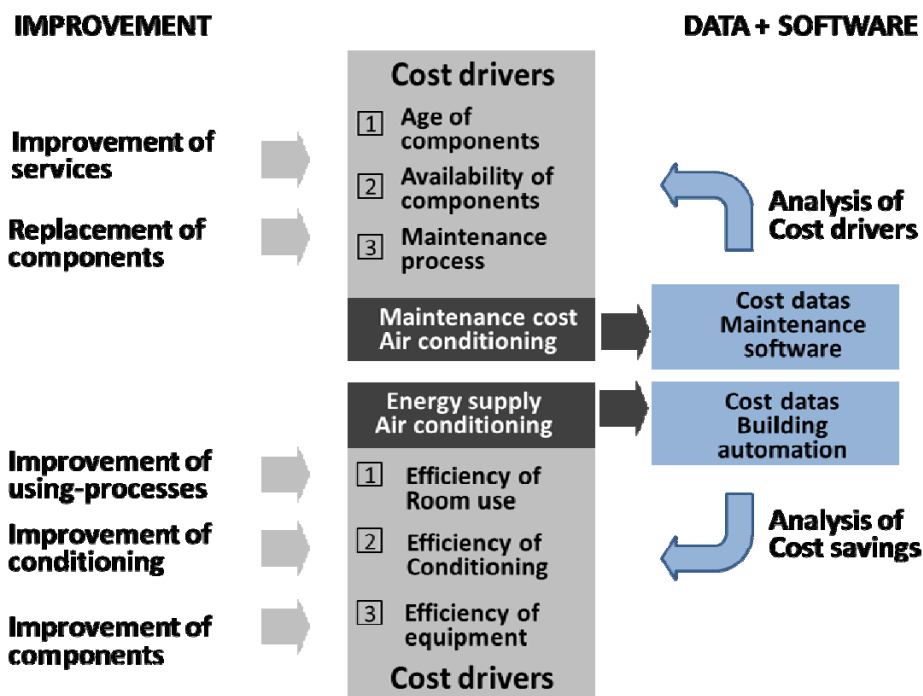 IMPROVEMENT
DATA + SOFTWARE
Cost drivers
1 Age of
components
2 Availability of
components
3 Maintenance
process
Improvement of
services
Replacement of
components
Analysis of
Cost drivers
Maintenance cost
Air conditioning
Cost datas
Maintenance
software
Energy supply
Air conditioning
Cost datas
Building
automation
Improvement of
using-processes
Improvement of
conditioning
Improvement of
components
1 Efficiency of
Room use
2 Efficiency of
Conditioning
3 Efficiency of
equipment
Cost drivers
Analysis of
Cost savings